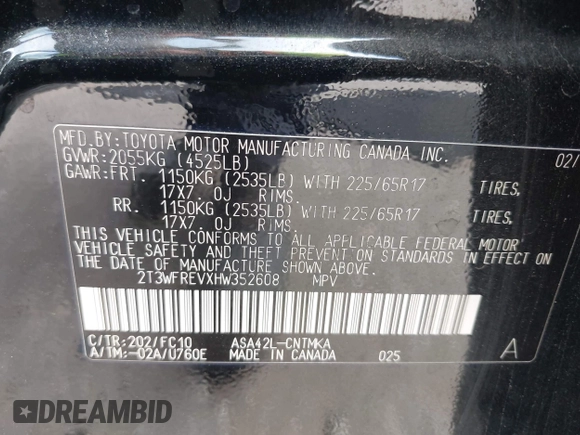 MFD.BY:TOYOTA MOTOR MANUFACTURING CANADA INC. 02/
GVWR:2055KG (4525LB)
GAWR:FRT. 1150KG (2535LB) WITH 225/65R17 TIRES,
17X7. 0J RIMS.
RR. 1150KG (2535LB) WITH 225/65R17 TIRES,
17X7. 0J RIMS.
THIS VEHICLE CONFORMS TO ALL APPLICABLE FEDERAL MOTOR
VEHICLE SAFETY AND THEFT PREVENTION STANDARDS IN EFFECT ON
THE DATE OF MANUFACTURE SHOWN ABOVE.
2T3WFREVXHW352608 MPV
C/TR:202/FC10 ASA42L-CNTMKA
A/TM:-02A/U760E MADE IN CANADA 025 A
DREAMBID